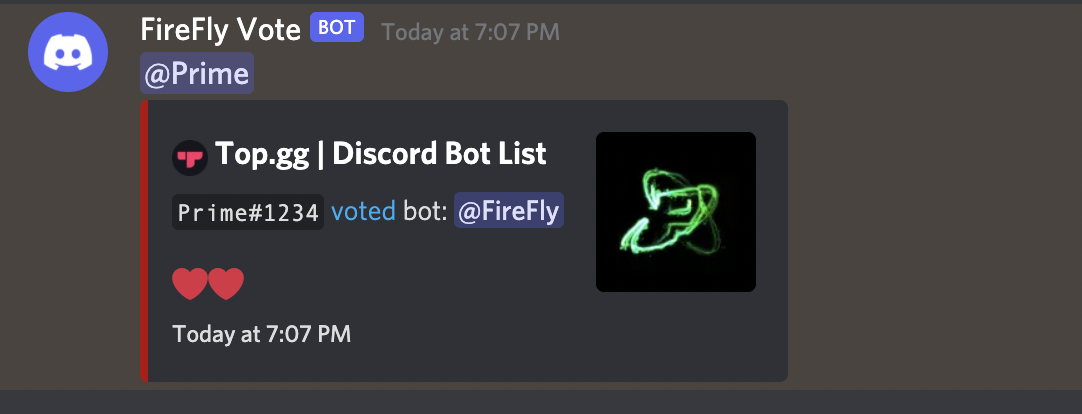 FireFly Vote BOT Today at 7:07 PM
@Prime
Top.gg | Discord Bot List
Prime#1234 voted bot: @FireFly
Today at 7:07 PM